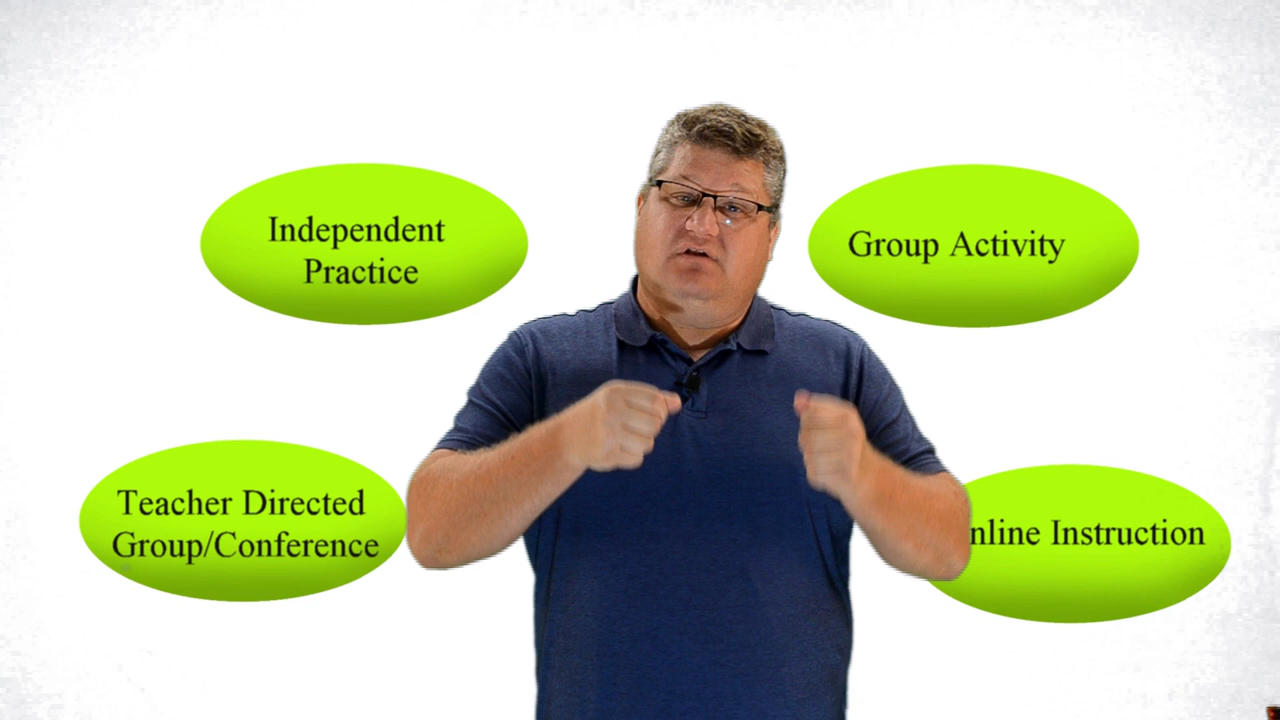 Independent
Practice
Group Activity
Teacher Directed
Group/Conference
nline Instruction